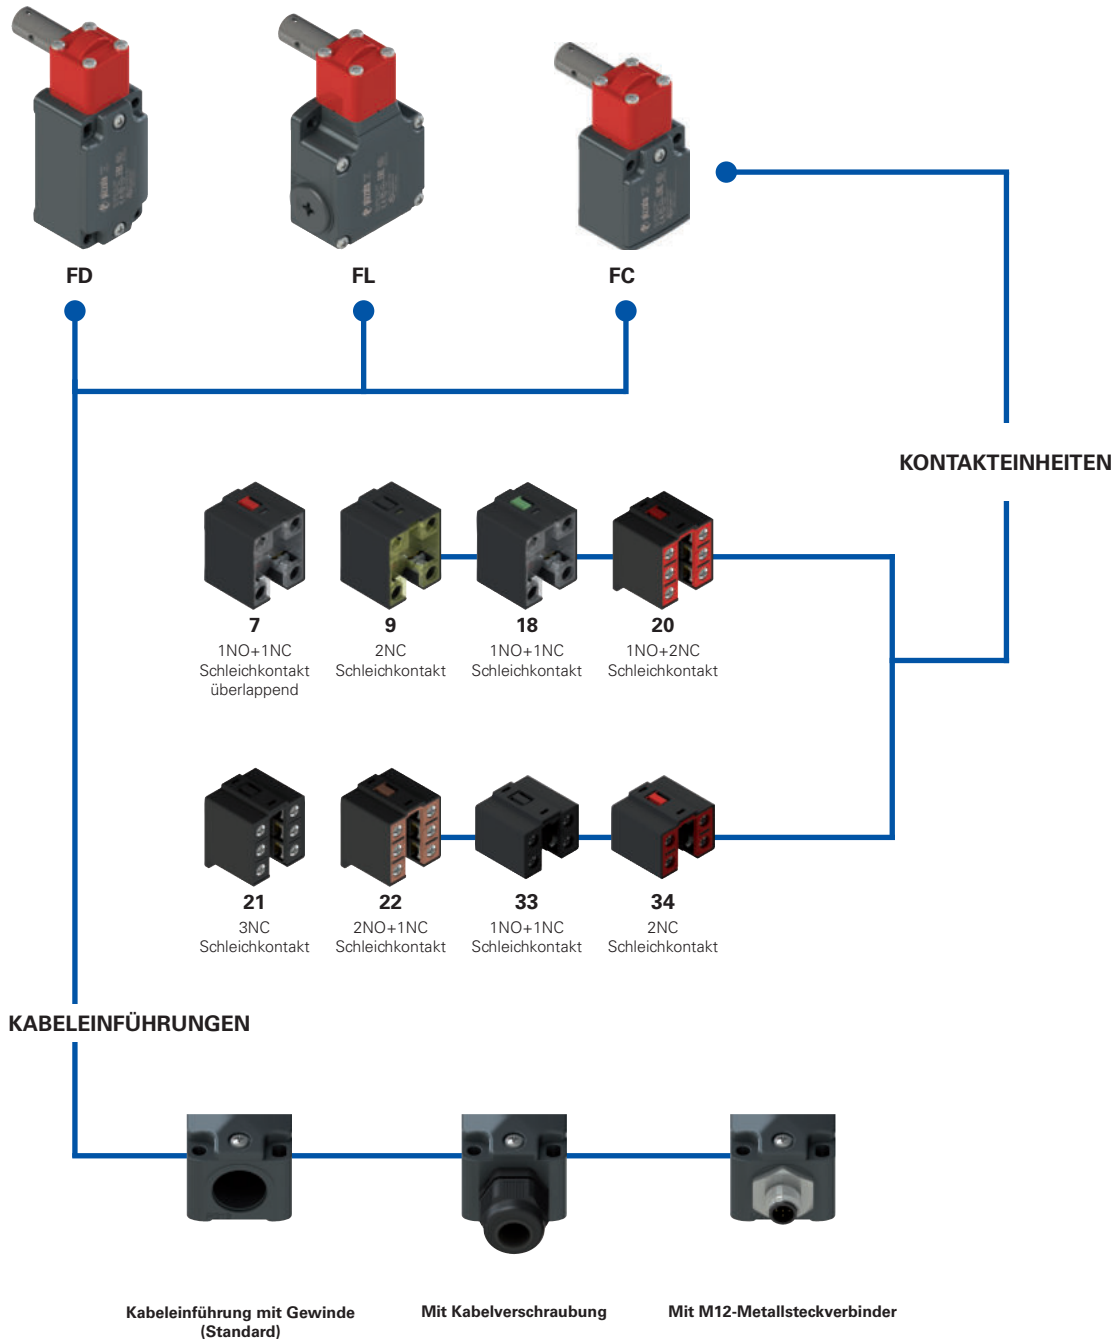 FD
FL
FC
KONTAKTEINHEITEN
7
1NO+1NC
Schleichkontakt
überlappend
9
2NC
Schleichkontakt
18
1NO+1NC
Schleichkontakt
20
1NO+2NC
Schleichkontakt
21
3NC
Schleichkontakt
22
2NO+1NC
Schleichkontakt
33
1NO+1NC
Schleichkontakt
34
2NC
Schleichkontakt
KABELEINFÜHRUNGEN
Kabeleinführung mit Gewinde
(Standard)
Mit Kabelverschraubung
Mit M12-Metallsteckverbinder